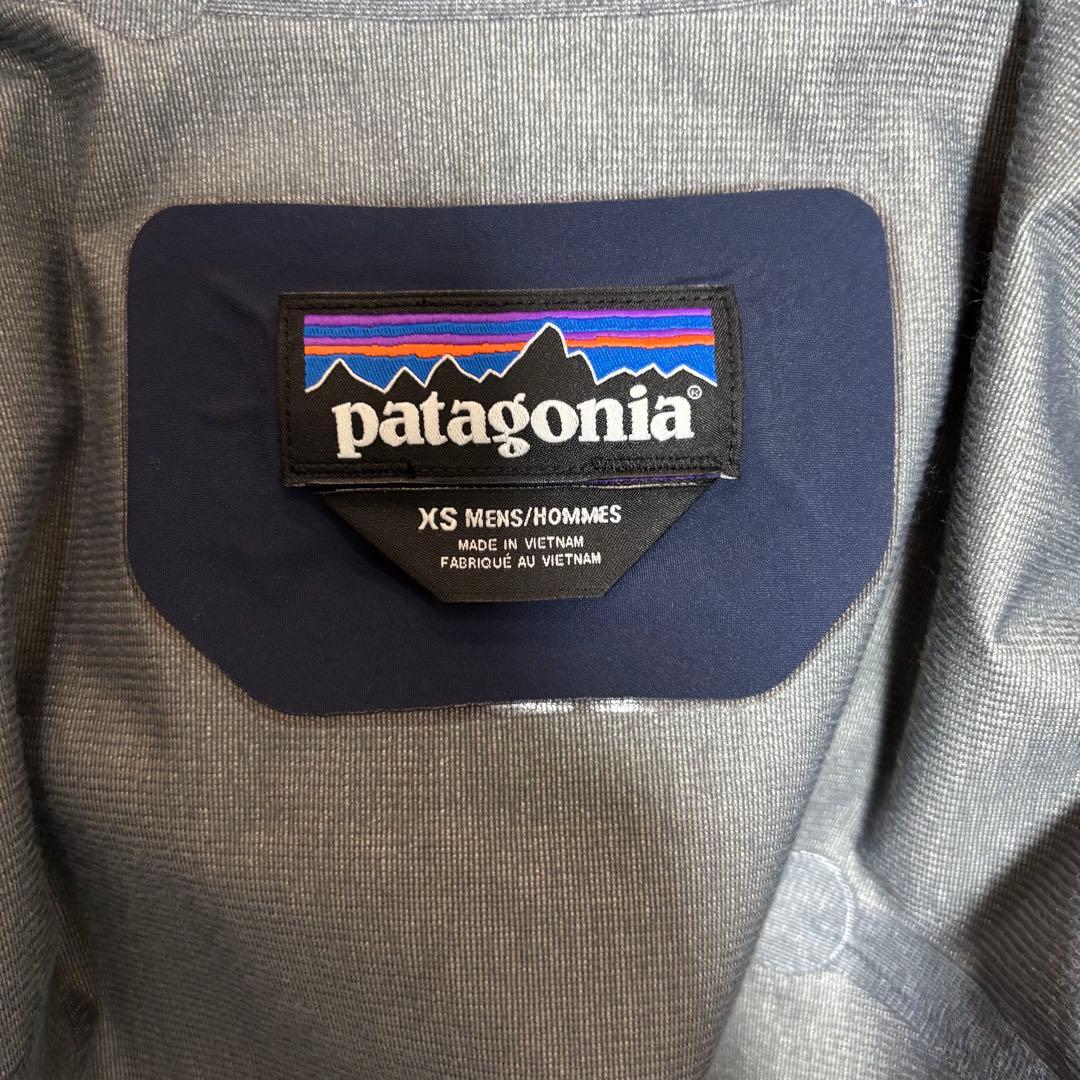 patagonia®
XS MENS/HOMMES
MADE IN VIETNAM
FABRIQUÉ AU VIETNAM